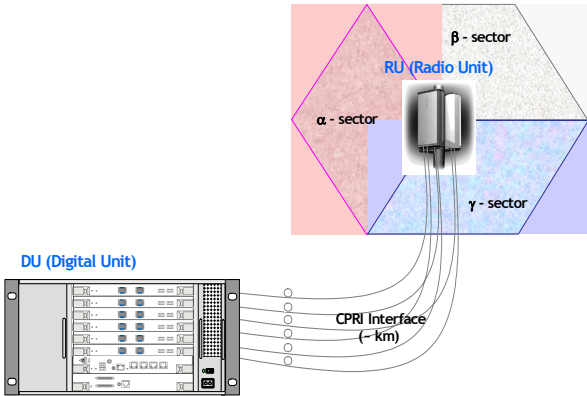 β - sector
RU (Radio Unit)
α - sector
γ - sector
DU (Digital Unit)
CPRI Interface
(~ km)